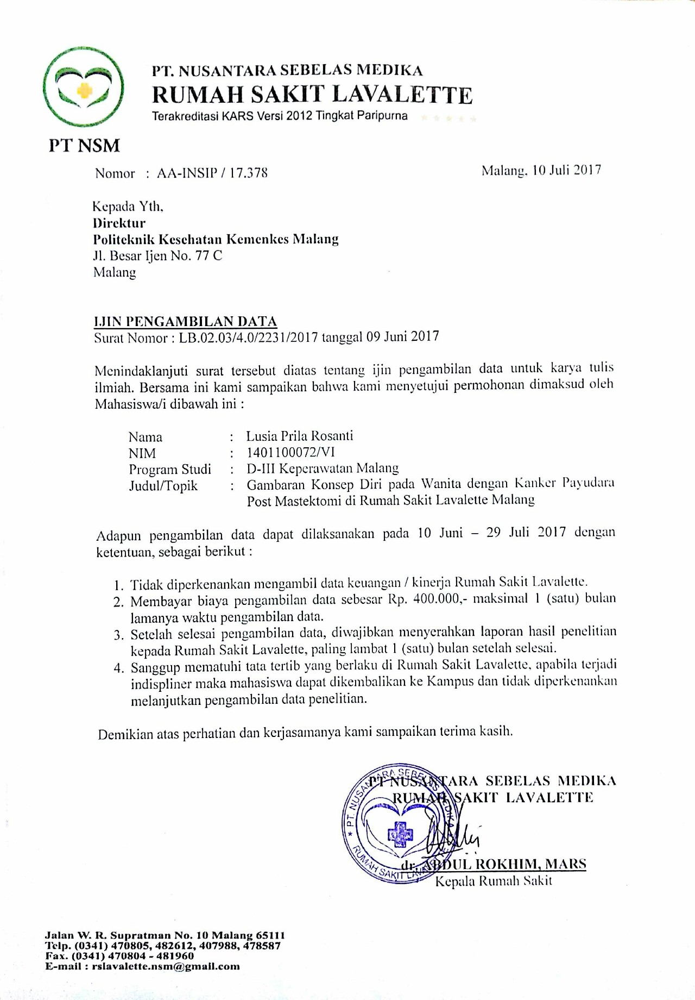 PT. NUSANTARA SEBELAS MEDIKA
RUMAH SAKIT LAVALETTE
Terakreditasi KARS Versi 2012 Tingkat Paripurna
PT NSM
Nomor : AA-INSIP / 17.378
Malang, 10 Juli 2017
Kepada Yth,
Direktur
Politeknik Kesehatan Kemenkes Malang
Jl. Besar Ijen No. 77 C
Malang
IJIN PENGAMBILAN DATA
Surat Nomor : LB.02.03/4.0/2231/2017 tanggal 09 Juni 2017
Menindaklanjuti surat tersebut diatas tentang ijin pengambilan data untuk karya tulis
ilmiah. Bersama ini kami sampaikan bahwa kami menyetujui permohonan dimaksud oleh
Mahasiswa/i dibawah ini :
Nama : Lusia Prila Rosanti
NIM : 1401100072/VI
Program Studi : D-III Keperawatan Malang
Judul/Topik : Gambaran Konsep Diri pada Wanita dengan Kanker Payudara
Post Mastektomi di Rumah Sakit Lavalette Malang
Adapun pengambilan data dapat dilaksanakan pada 10 Juni – 29 Juli 2017 dengan
ketentuan, sebagai berikut :
1. Tidak diperkenankan mengambil data keuangan / kinerja Rumah Sakit Lavalette.
2. Membayar biaya pengambilan data sebesar Rp. 400.000,- maksimal 1 (satu) bulan
lamanya waktu pengambilan data.
3. Setelah selesai pengambilan data, diwajibkan menyerahkan laporan hasil penelitian
kepada Rumah Sakit Lavalette, paling lambat 1 (satu) bulan setelah selesai.
4. Sanggup mematuhi tata tertib yang berlaku di Rumah Sakit Lavalette, apabila terjadi
indispliner maka mahasiswa dapat dikembalikan ke Kampus dan tidak diperkenankan
melanjutkan pengambilan data penelitian.
Demikian atas perhatian dan kerjasamanya kami sampaikan terima kasih.
PT NUSANTARA SEBELAS MEDIKA
RUMAH SAKIT LAVALETTE
* PT. NUSANTARA SEBELAS MEDIKA *
RUMAH SAKIT LAVALETTE
dr. ABDUL ROKHIM, MARS
Kepala Rumah Sakit
Jalan W. R. Supratman No. 10 Malang 65111
Telp. (0341) 470805, 482612, 407988, 478587
Fax. (0341) 470804 - 481960
E-mail : rslavalette.nsm@gmail.com